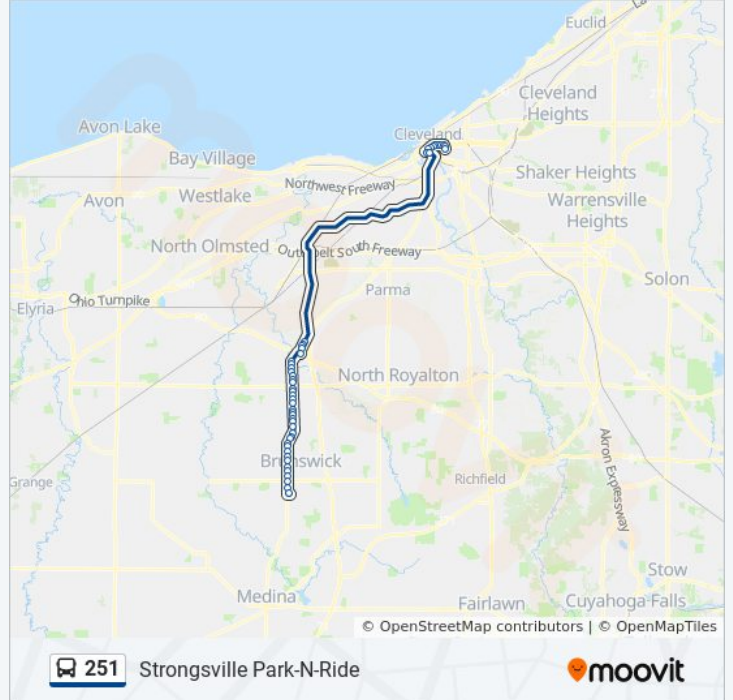 Euclid
La
Cleveland
Heights
Avon Lake
Cleveland
Bay Village
Shaker Heights
Northwest Freeway
Avon
Westlake
Warrensville
Heights
North Olmsted
Outerbelt South Freeway
Solon
Parma
Ohio Turnpike
Elyria
North Royalton
Brunswick
Akron Expressway
Grange
Richfield
Stow
Medina
Fairlawn
Cuyahoga Falls
© OpenStreetMap contributors | © OpenMapTiles
251 Strongsville Park-N-Ride
moovit